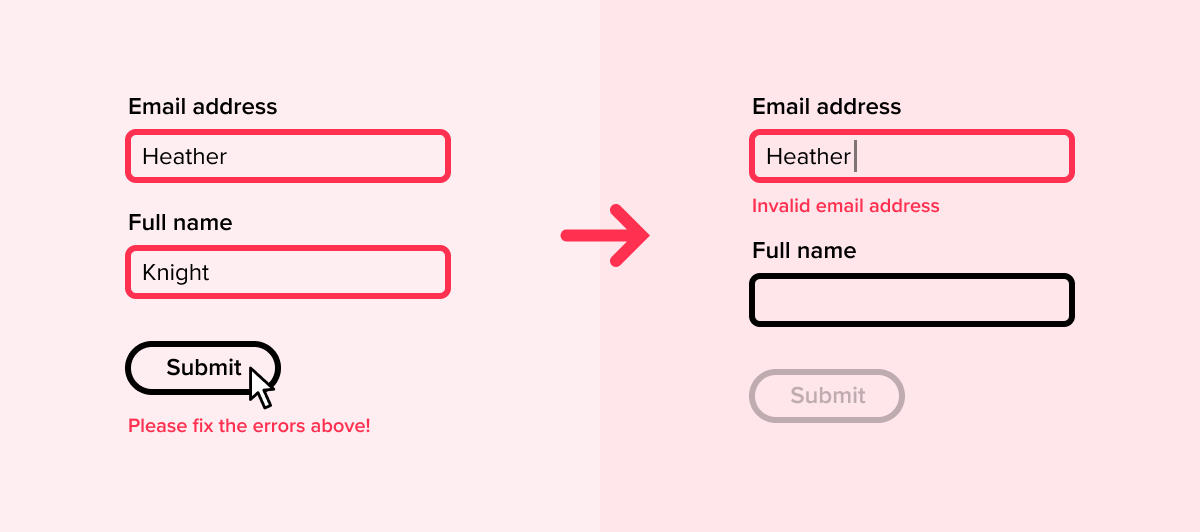 Email address
Heather
Full name
Knight
Submit
Please fix the errors above!
Email address
Heather
Invalid email address
Full name
Submit